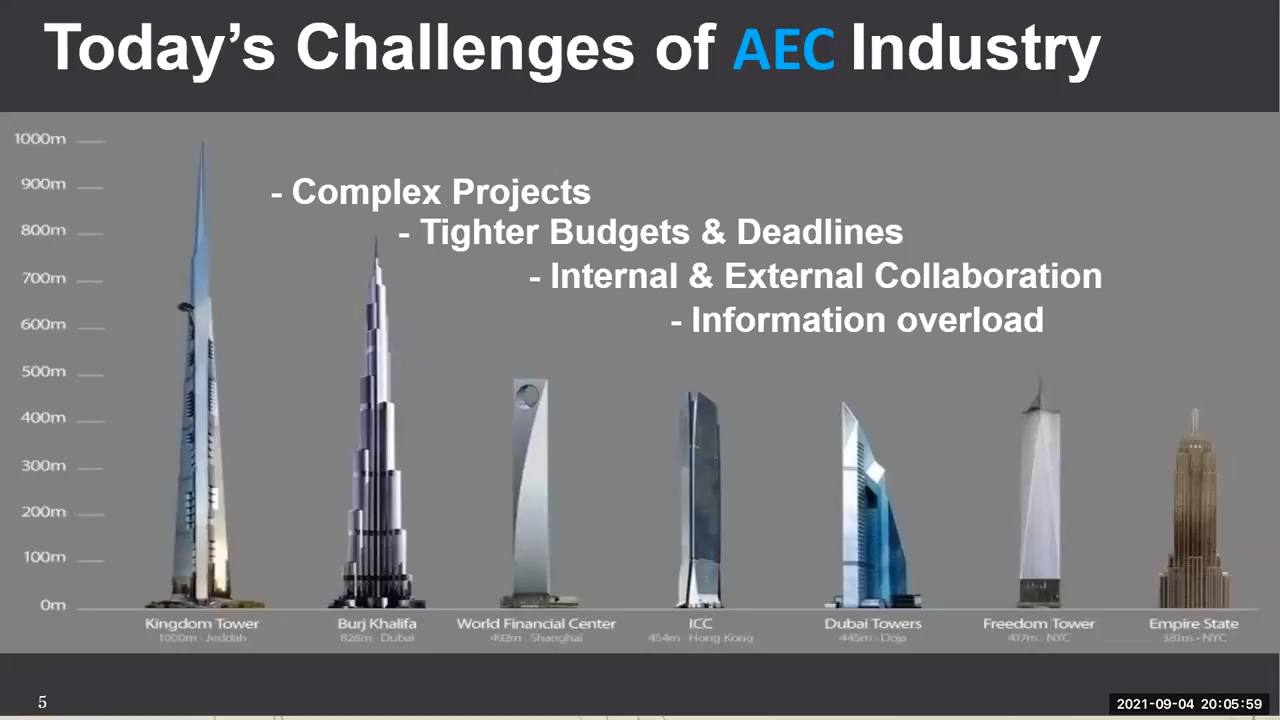 Today's Challenges of AEC Industry
1000m
900m
800m
700m
600m
500m
400m
300m
200m
100m
0m
- Complex Projects
- Tighter Budgets & Deadlines
- Internal & External Collaboration
- Information overload
Kingdom Tower
1000m · Jeddah
Burj Khalifa
828m · Dubai
World Financial Center
492m · Shanghai
ICC
454m · Hong Kong
Dubai Towers
445m · Doja
Freedom Tower
417m · NYC
Empire State
381m · NYC
5
2021-09-04 20:05:59